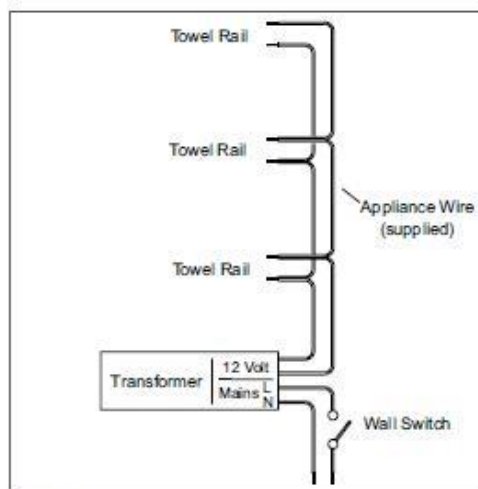 Towel Rail
Towel Rail
Appliance Wire
(supplied)
Towel Rail
Transformer
12 Volt
Mains L
N
Wall Switch